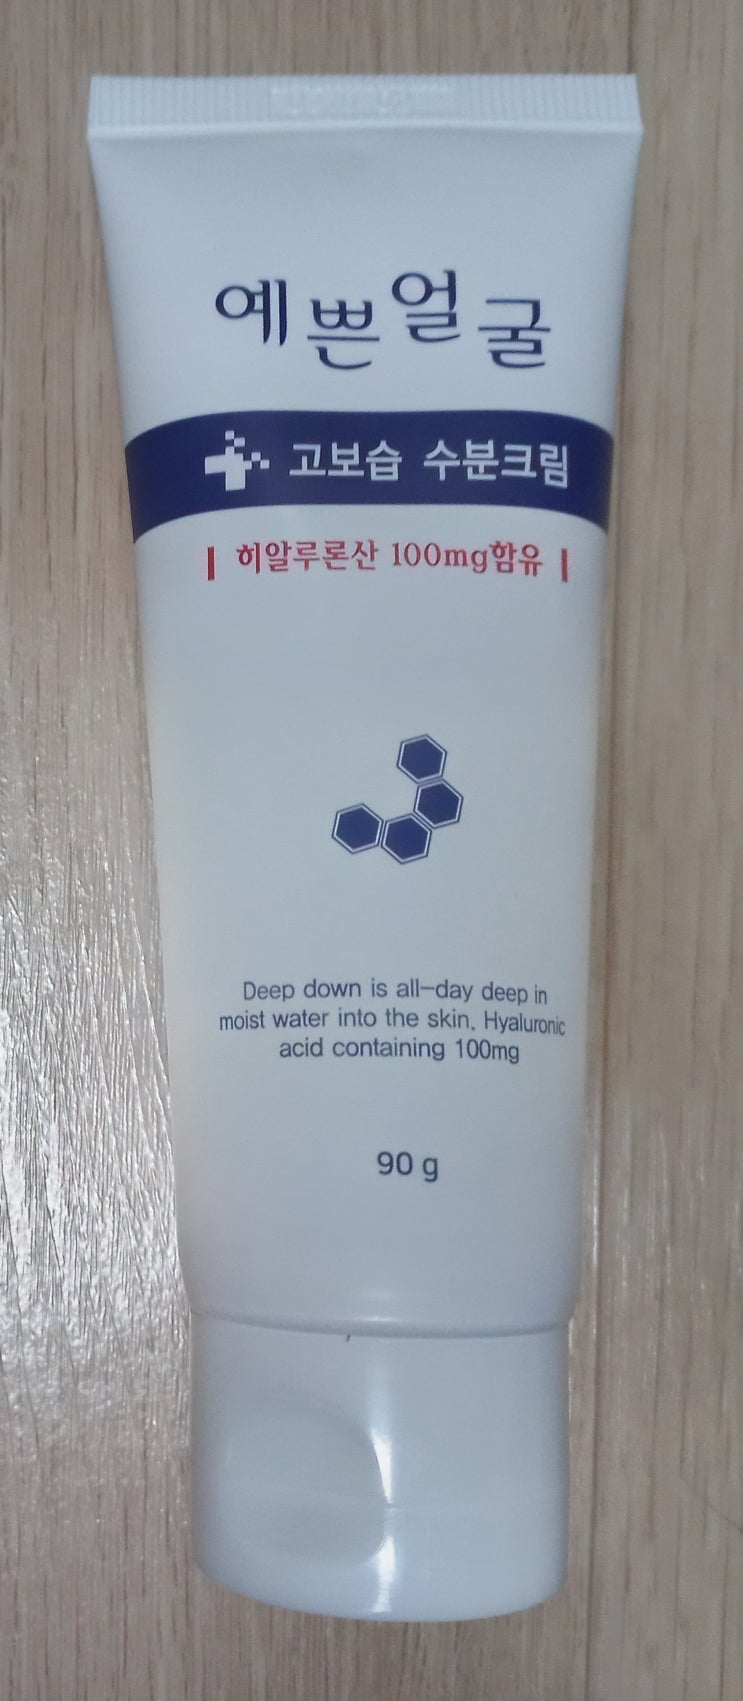 예쁜얼굴
고보습 수분크림
히알루론산 100mg함유
Deep down is all-day deep in
moist water into the skin. Hyaluronic
acid containing 100mg
90 g